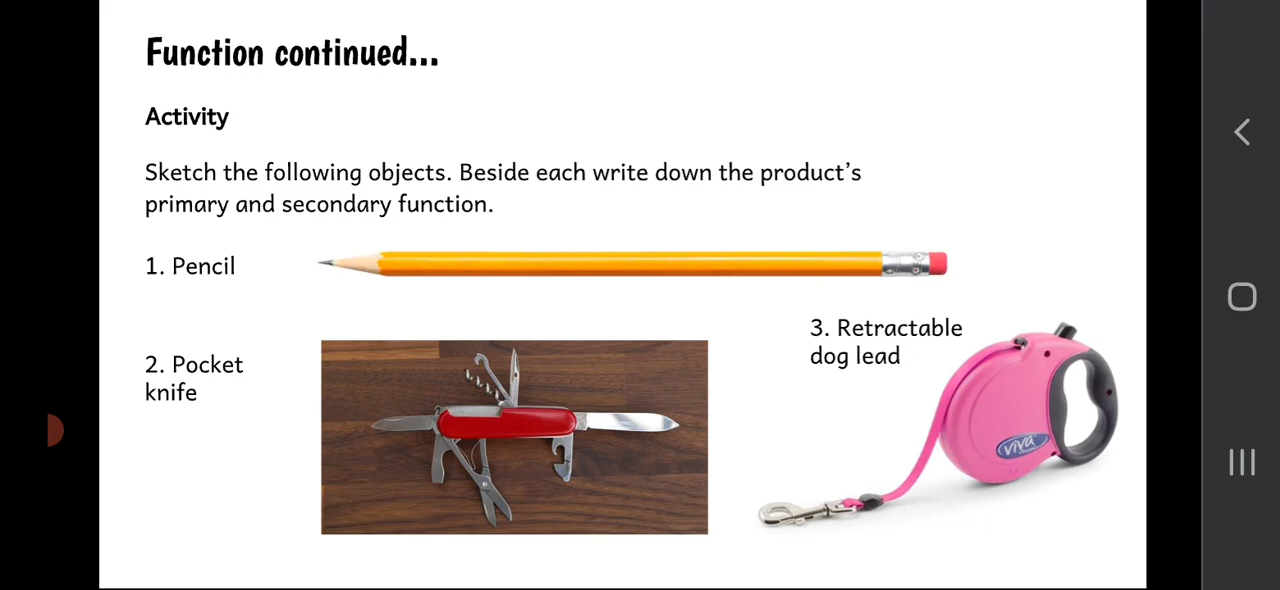 Function continued...
Activity
Sketch the following objects. Beside each write down the product's
primary and secondary function.
1. Pencil
2. Pocket
knife
3. Retractable
dog lead
viva